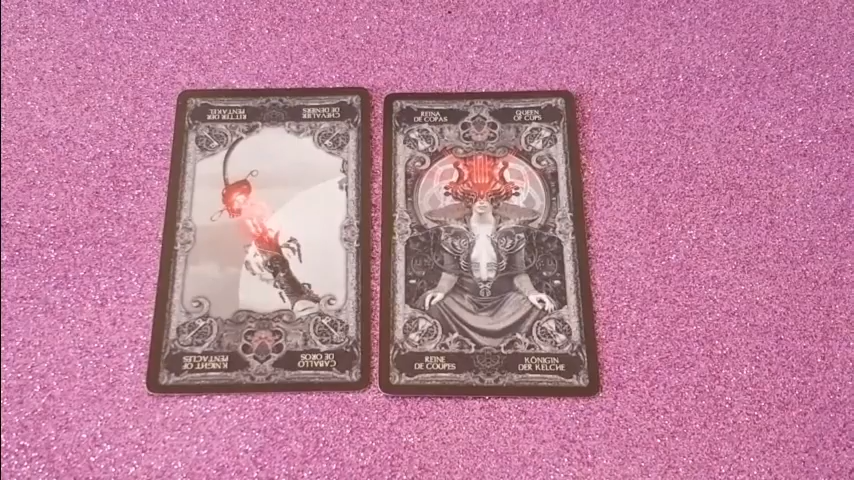 RITTER DER
PENTAKEL
CHEVALIER
DE DENIERS
KNIGHT OF
PENTACLES
CABALLO
DE OROS
REINA
DE COPAS
QUEEN
OF CUPS
REINE
DE COUPES
KÖNIGIN
DER KELCHE